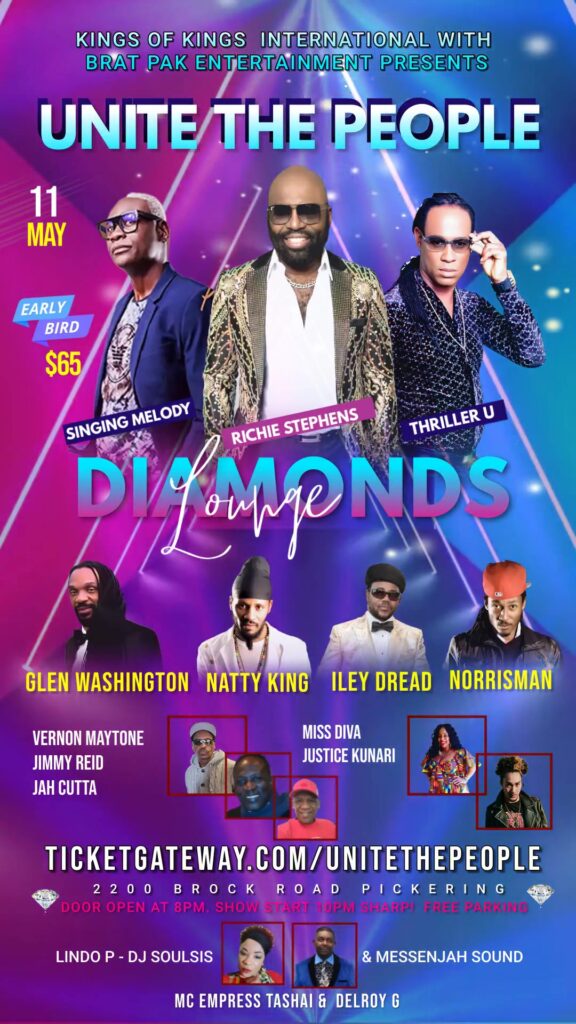 KINGS OF KINGS INTERNATIONAL WITH
BRAT PAK ENTERTAINMENT PRESENTS
UNITE THE PEOPLE
11
MAY
EARLY
BIRD
$65
SINGING MELODY
RICHIE STEPHENS
THRILLER U
DIAMONDS
Lounge
GLEN WASHINGTON
NATTY KING
ILEY DREAD
NORRISMAN
VERNON MAYTONE
JIMMY REID
JAH CUTTA
MISS DIVA
JUSTICE KUNARI
TICKETGATEWAY.COM/UNITETHEPEOPLE
2200 BROCK ROAD PICKERING
DOOR OPEN AT 8PM, SHOW START 10PM SHARP! FREE PARKING
LINDO P - DJ SOULSIS
& MESSENJAH SOUND
MC EMPRESS TASHAI & DELROY G